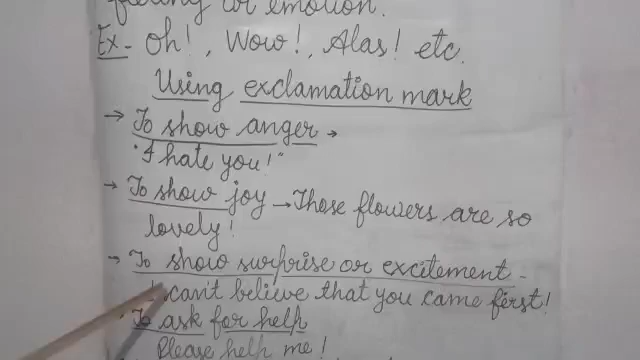 feeling or emotion.
Ex- Oh!, Wow!, Alas! etc.
Using exclamation mark
→ To show anger →
"I hate you!"
→ To show joy → Those flowers are so
lovely!
→ To show surprise or excitement -
can't believe that you came first!
To ask for help
Please help me!